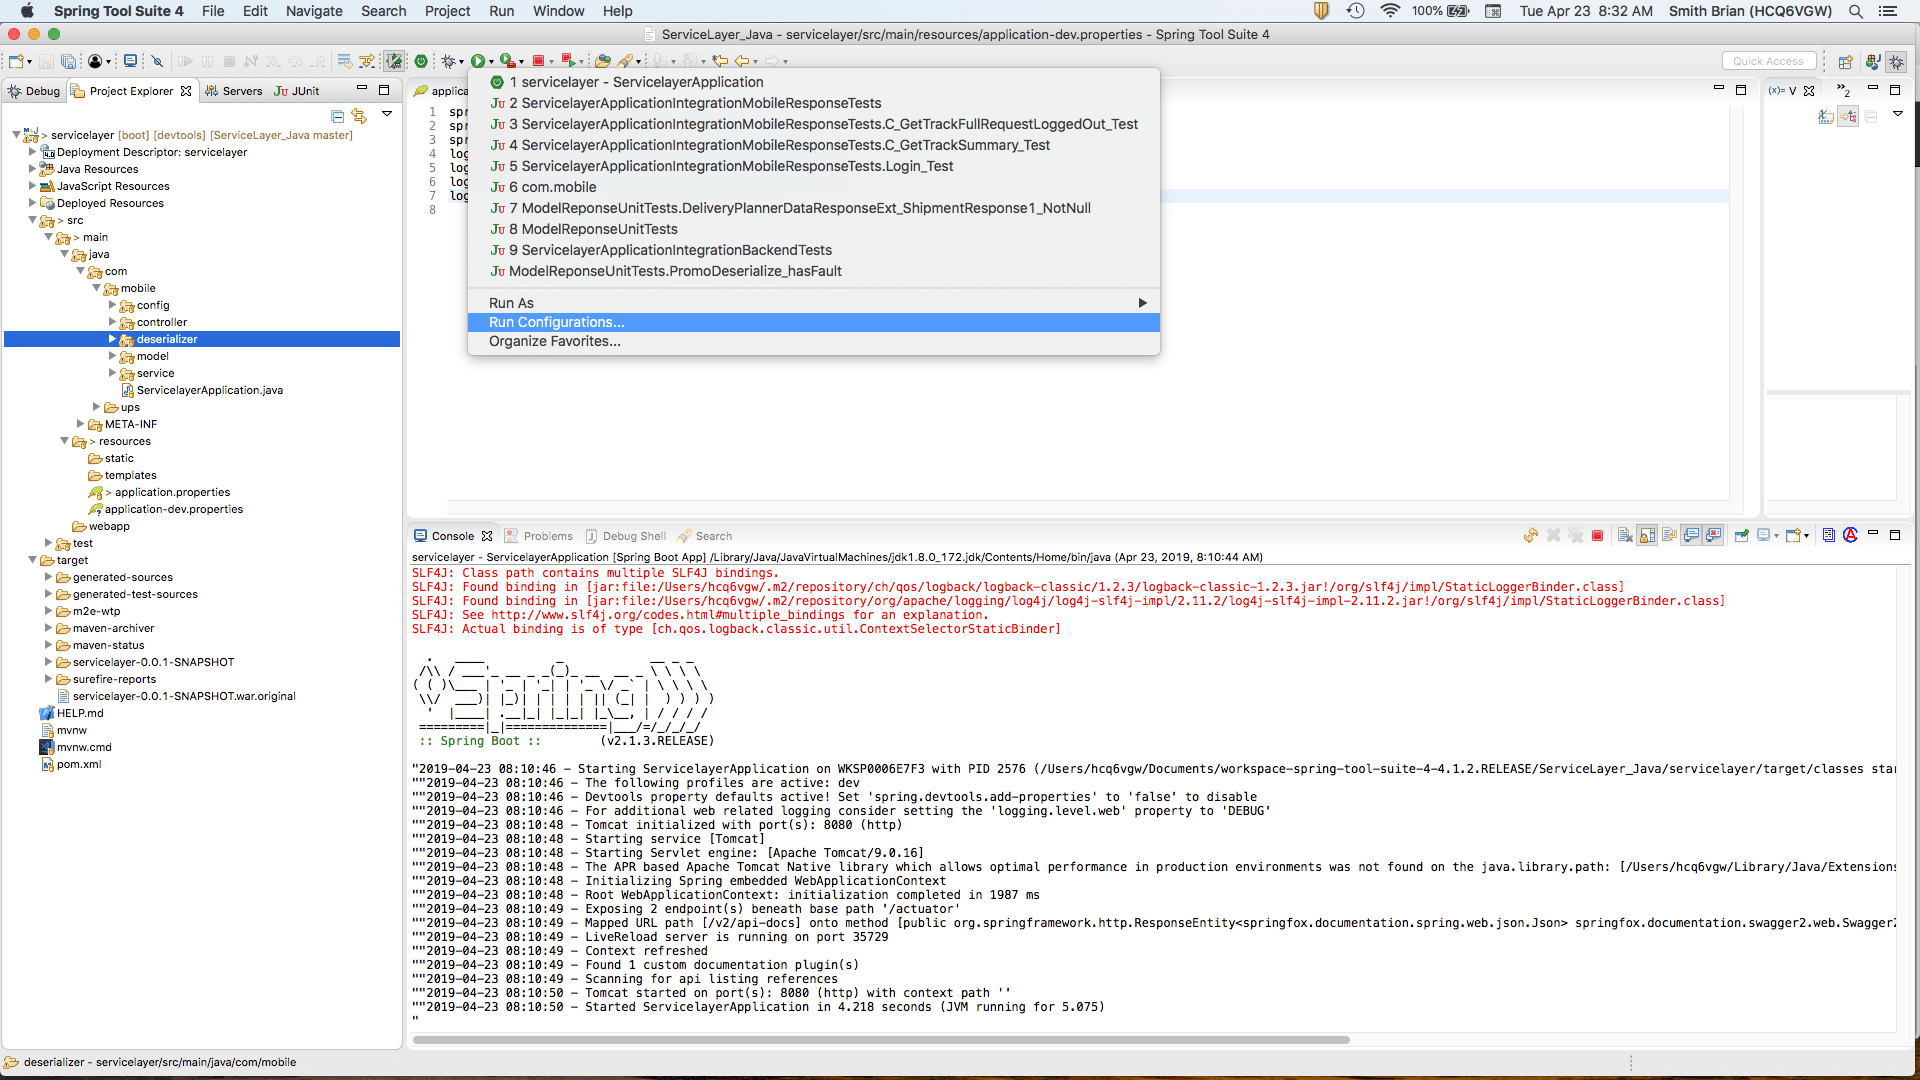 Spring Tool Suite 4 File Edit Navigate Search Project Run Window Help 100% Tue Apr 23 8:32 AM Smith Brian (HCQ6VGW)
ServiceLayer_Java - servicelayer/src/main/resources/application-dev.properties - Spring Tool Suite 4
Quick Access
Debug Project Explorer Servers JUnit
applica
(x)= V
2
1 spr
2 spr
3 spr
4 log
5 log
6 log
7 log
8
1 servicelayer - ServicelayerApplication
2 ServicelayerApplicationIntegrationMobileResponseTests
3 ServicelayerApplicationIntegrationMobileResponseTests.C_GetTrackFullRequestLoggedOut_Test
4 ServicelayerApplicationIntegrationMobileResponseTests.C_GetTrackSummary_Test
5 ServicelayerApplicationIntegrationMobileResponseTests.Login_Test
6 com.mobile
7 ModelReponseUnitTests.DeliveryPlannerDataResponseExt_ShipmentResponse1_NotNull
8 ModelReponseUnitTests
9 ServicelayerApplicationIntegrationBackendTests
ModelReponseUnitTests.PromoDeserialize_hasFault
Run As
Run Configurations...
Organize Favorites...
> servicelayer [boot] [devtools] [ServiceLayer_Java master]
Deployment Descriptor: servicelayer
Java Resources
JavaScript Resources
Deployed Resources
> src
> main
java
com
mobile
config
controller
deserializer
model
service
ServicelayerApplication.java
ups
META-INF
> resources
static
templates
> application.properties
application-dev.properties
webapp
test
target
generated-sources
generated-test-sources
m2e-wtp
maven-archiver
maven-status
servicelayer-0.0.1-SNAPSHOT
surefire-reports
servicelayer-0.0.1-SNAPSHOT.war.original
HELP.md
mvnw
mvnw.cmd
pom.xml
Console Problems Debug Shell Search
servicelayer - ServicelayerApplication [Spring Boot App] /Library/Java/JavaVirtualMachines/jdk1.8.0_172.jdk/Contents/Home/bin/java (Apr 23, 2019, 8:10:44 AM)
SLF4J: Class path contains multiple SLF4J bindings.
SLF4J: Found binding in [jar:file:/Users/hcq6vgw/.m2/repository/ch/qos/logback/logback-classic/1.2.3/logback-classic-1.2.3.jar!/org/slf4j/impl/StaticLoggerBinder.class]
SLF4J: Found binding in [jar:file:/Users/hcq6vgw/.m2/repository/org/apache/logging/log4j/log4j-slf4j-impl/2.11.2/log4j-slf4j-impl-2.11.2.jar!/org/slf4j/impl/StaticLoggerBinder.class]
SLF4J: See http://www.slf4j.org/codes.html#multiple_bindings for an explanation.
SLF4J: Actual binding is of type [ch.qos.logback.classic.util.ContextSelectorStaticBinder]
Spring
:: Spring Boot :: (v2.1.3.RELEASE)
"2019-04-23 08:10:46 - Starting ServicelayerApplication on WKSP0006E7F3 with PID 2576 (/Users/hcq6vgw/Documents/workspace-spring-tool-suite-4-4.1.2.RELEASE/ServiceLayer_Java/servicelayer/target/classes star
""2019-04-23 08:10:46 - The following profiles are active: dev
""2019-04-23 08:10:46 - Devtools property defaults active! Set 'spring.devtools.add-properties' to 'false' to disable
""2019-04-23 08:10:46 - For additional web related logging consider setting the 'logging.level.web' property to 'DEBUG'
""2019-04-23 08:10:48 - Tomcat initialized with port(s): 8080 (http)
""2019-04-23 08:10:48 - Starting service [Tomcat]
""2019-04-23 08:10:48 - Starting Servlet engine: [Apache Tomcat/9.0.16]
""2019-04-23 08:10:48 - The APR based Apache Tomcat Native library which allows optimal performance in production environments was not found on the java.library.path: [/Users/hcq6vgw/Library/Java/Extensions
""2019-04-23 08:10:48 - Initializing Spring embedded WebApplicationContext
""2019-04-23 08:10:48 - Root WebApplicationContext: initialization completed in 1987 ms
""2019-04-23 08:10:49 - Exposing 2 endpoint(s) beneath base path '/actuator'
""2019-04-23 08:10:49 - Mapped URL path [/v2/api-docs] onto method [public org.springframework.http.ResponseEntity<springfox.documentation.spring.web.json.Json> springfox.documentation.swagger2.web.Swagger2
""2019-04-23 08:10:49 - LiveReload server is running on port 35729
""2019-04-23 08:10:49 - Context refreshed
""2019-04-23 08:10:49 - Found 1 custom documentation plugin(s)
""2019-04-23 08:10:49 - Scanning for api listing references
""2019-04-23 08:10:50 - Tomcat started on port(s): 8080 (http) with context path ''
""2019-04-23 08:10:50 - Started ServicelayerApplication in 4.218 seconds (JVM running for 5.075)
"
deserializer - servicelayer/src/main/java/com/mobile